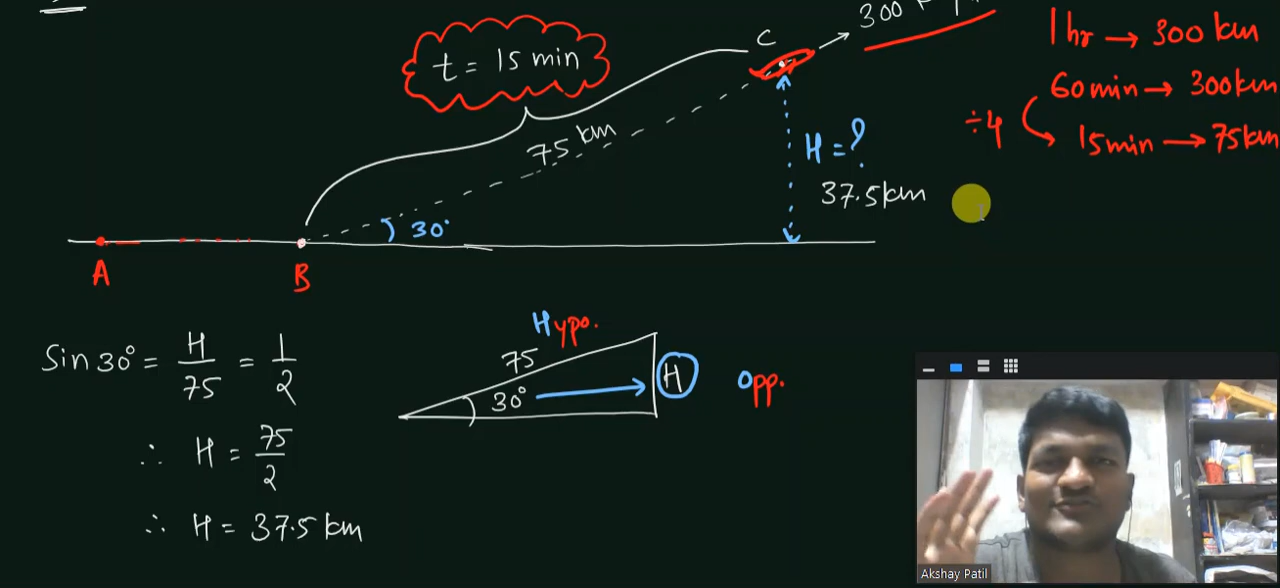 t = 15 min
C
300
1 hr → 300 km
60 min → 300 km
÷4
15 min → 75 km
75 km
H = ?
37.5 km
30°
A
B
Sin 30° = H/75 = 1/2
∴ H = 75/2
∴ H = 37.5 km
Hypo.
75
30°
H
Opp.
Akshay Patil